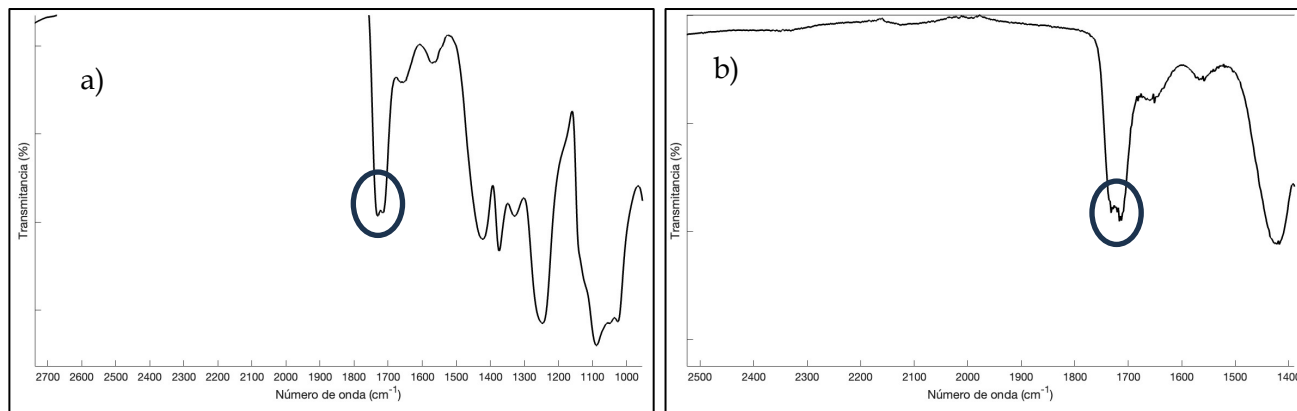 a)
Transmitancia (%)
2700 2600 2500 2400 2300 2200 2100 2000 1900 1800 1700 1600 1500 1400 1300 1200 1100 1000
Número de onda (cm⁻¹)
b)
Transmitancia (%)
2500 2400 2300 2200 2100 2000 1900 1800 1700 1600 1500 1400
Número de onda (cm⁻¹)